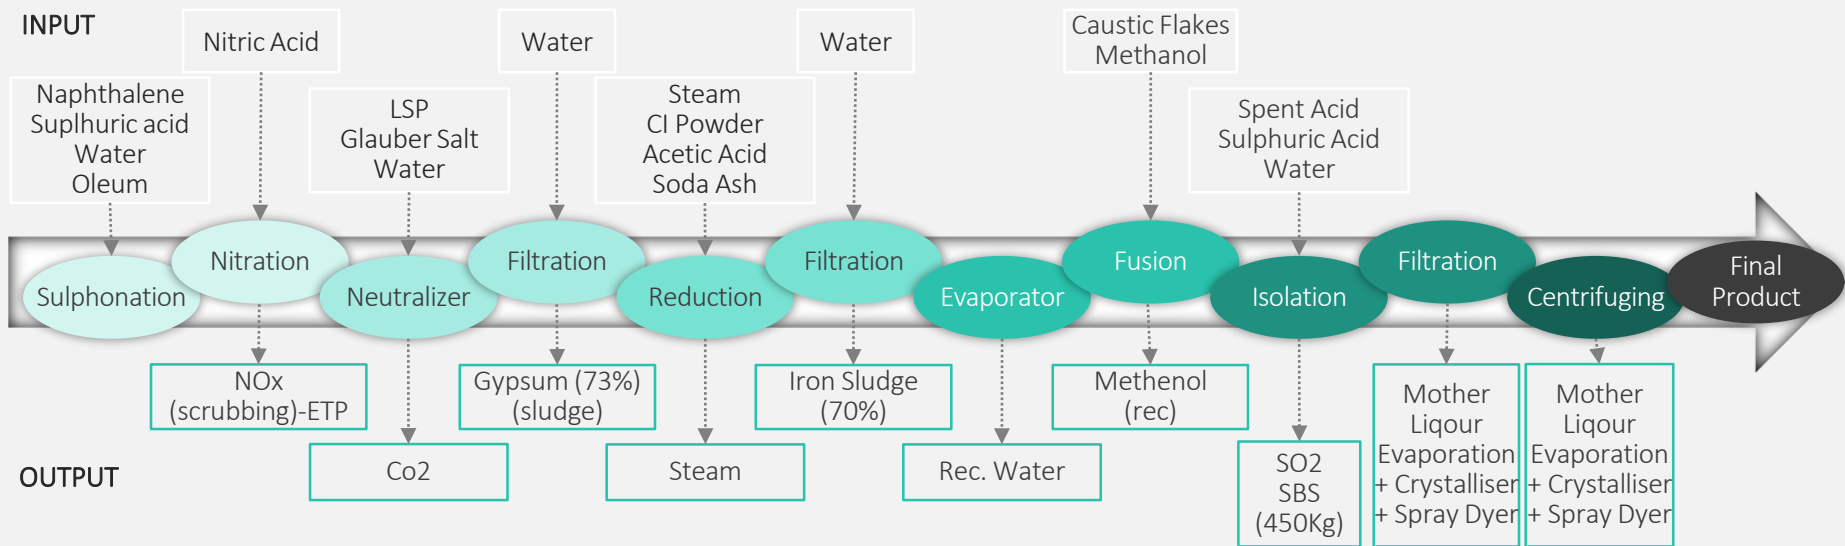 INPUT
Naphthalene
Suplhuric acid
Water
Oleum
Nitric Acid
LSP
Glauber Salt
Water
Water
Steam
CI Powder
Acetic Acid
Soda Ash
Water
Caustic Flakes
Methanol
Spent Acid
Sulphuric Acid
Water
Sulphonation
Nitration
Neutralizer
Filtration
Reduction
Filtration
Evaporator
Fusion
Isolation
Filtration
Centrifuging
Final
Product
OUTPUT
NOx
(scrubbing)-ETP
Co2
Gypsum (73%)
(sludge)
Steam
Iron Sludge
(70%)
Rec. Water
Methenol
(rec)
SO2
SBS
(450Kg)
Mother
Liqour
Evaporation
+ Crystalliser
+ Spray Dyer
Mother
Liqour
Evaporation
+ Crystalliser
+ Spray Dyer